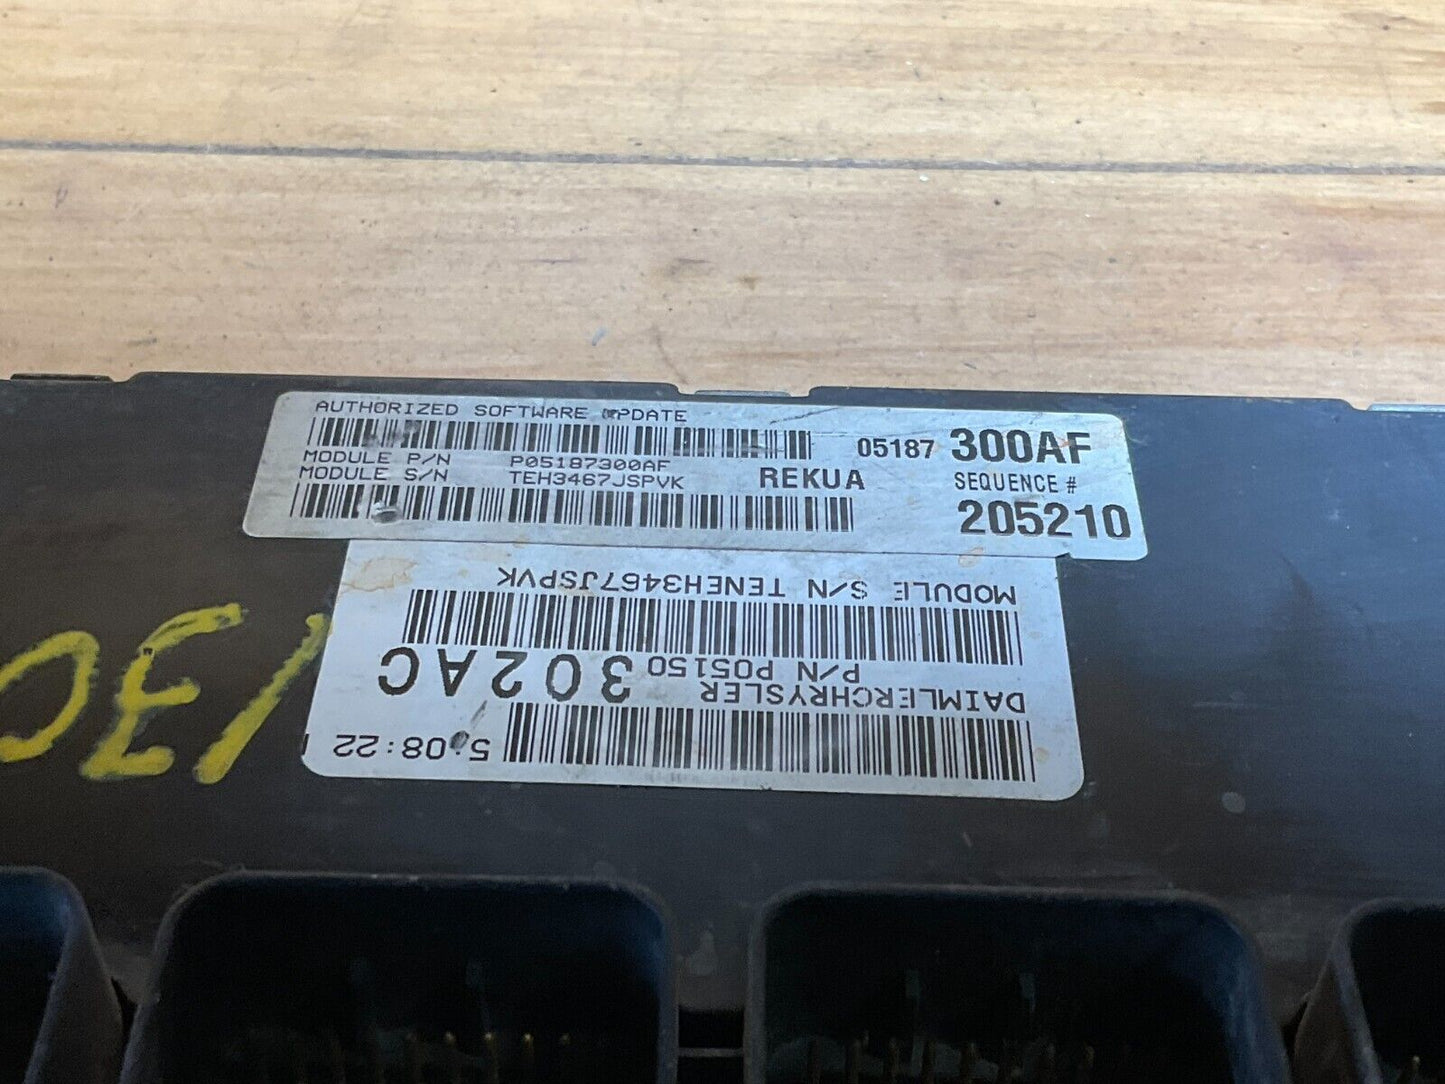 AUTHORIZED SOFTWARE UPDATE
MODULE P/N P05187300AF
MODULE S/N TEH3467JSPVK
REKUA
05187 300AF
SEQUENCE #
205210
MODULE S/N TENEH3467JSPVK
P/N P05150 302AC
DAIMLERCHRYSLER
5:08:22
130